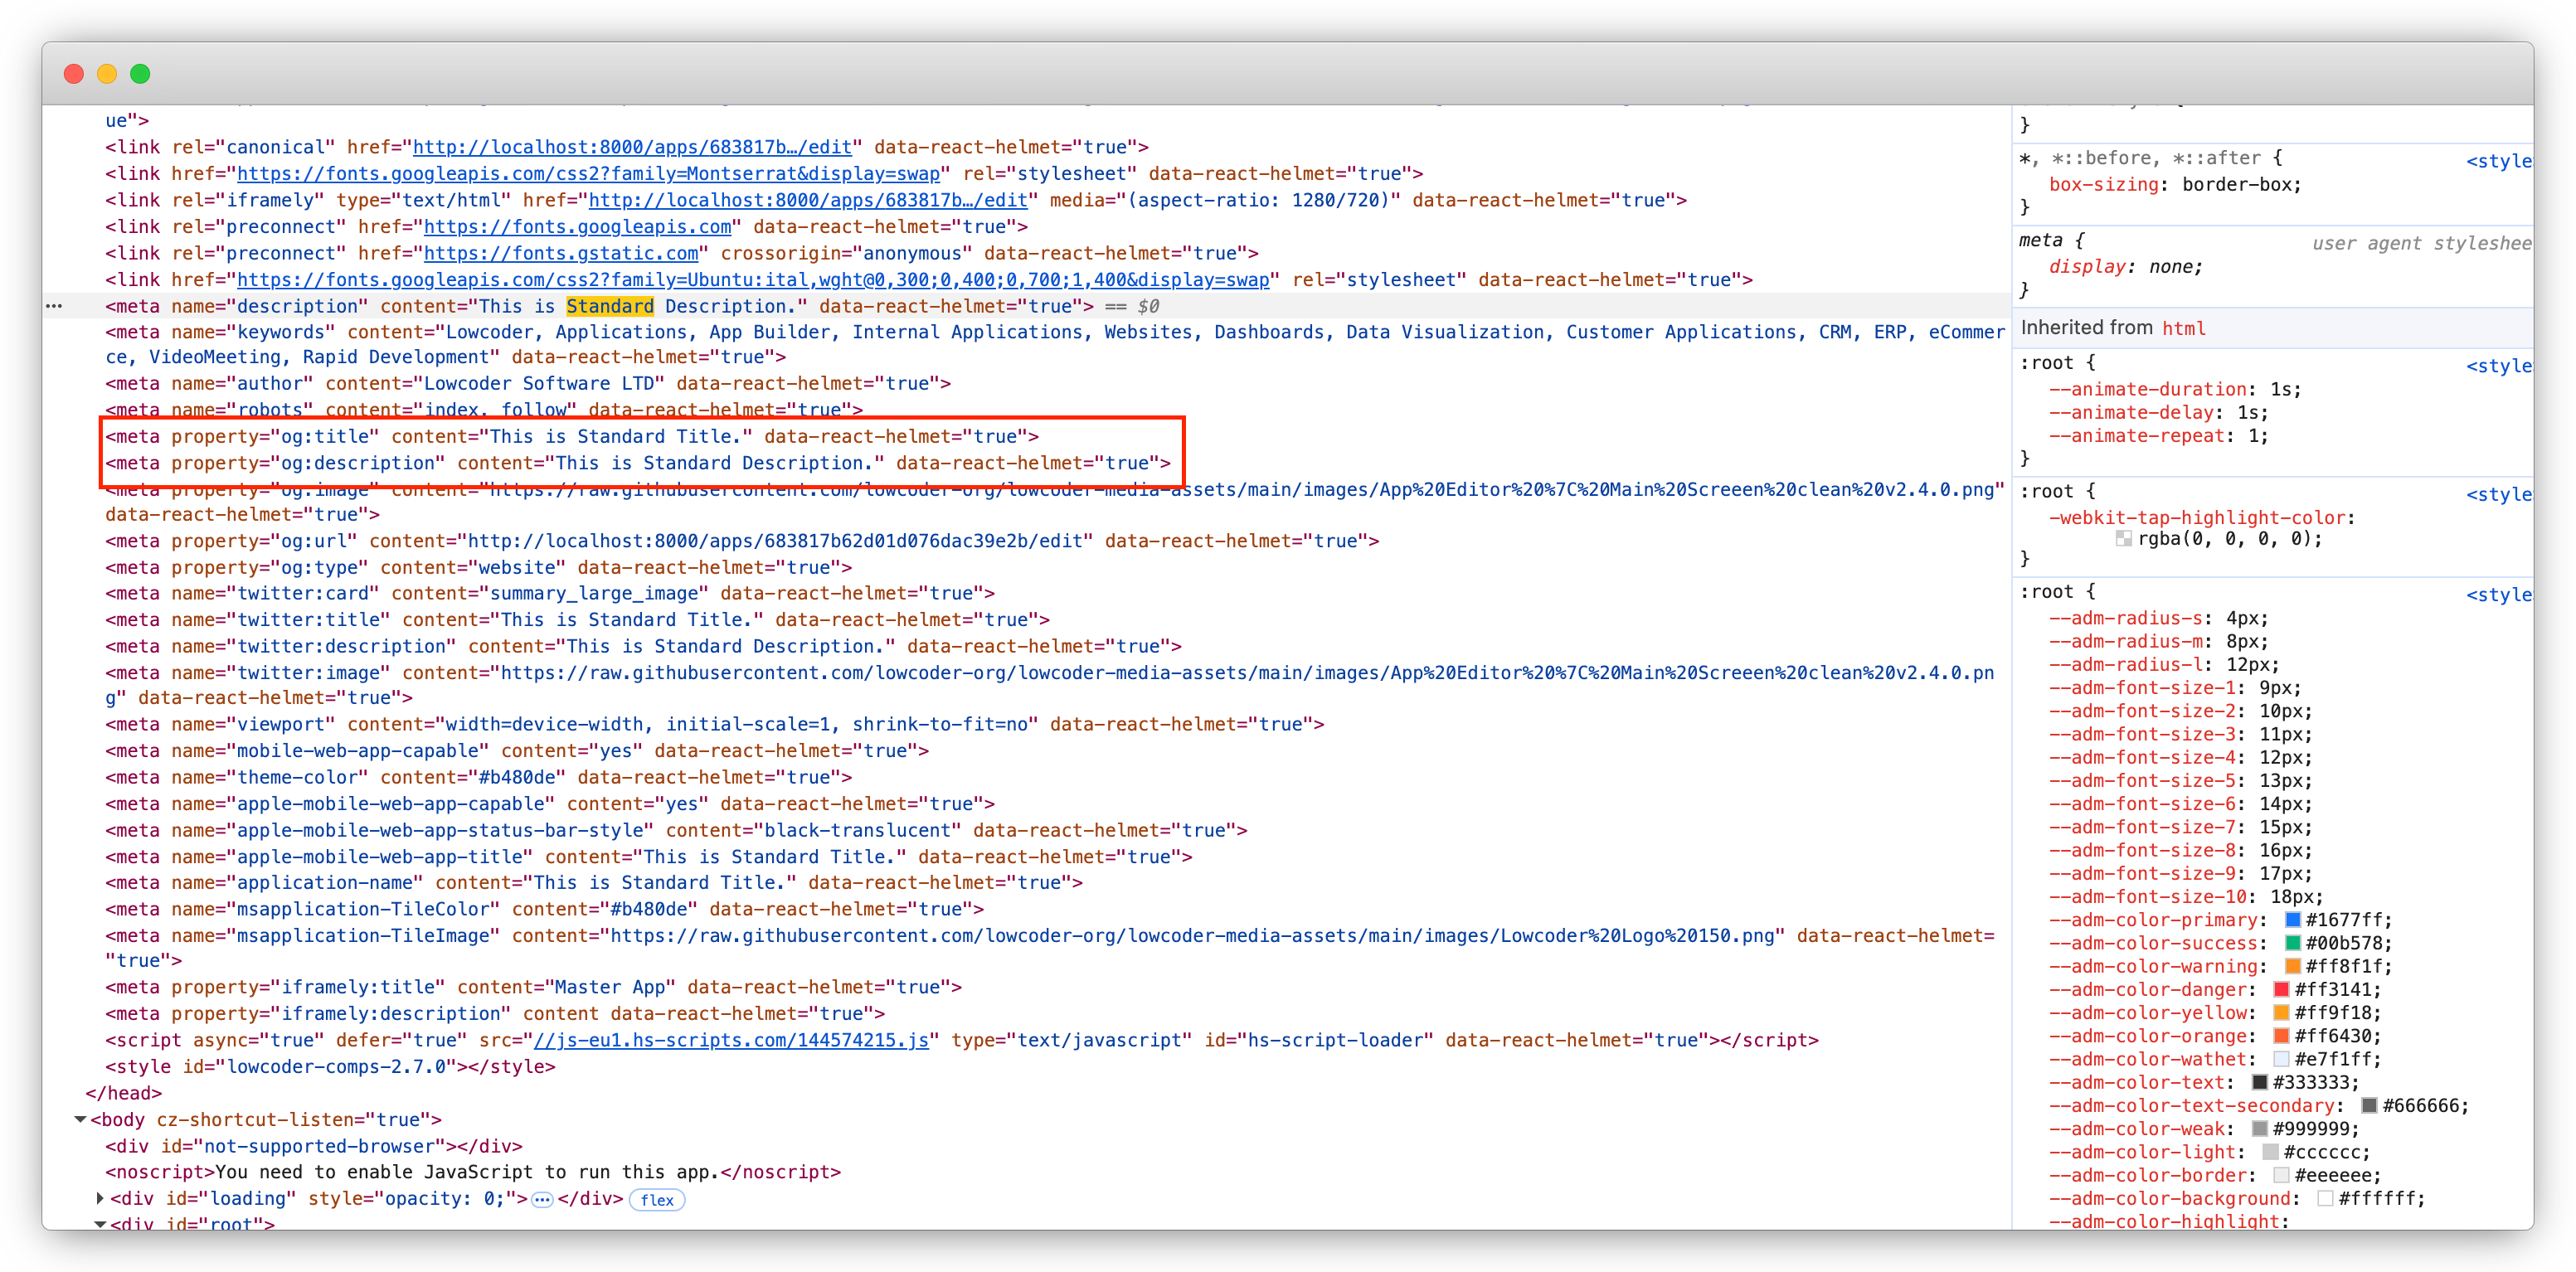 ue">
<link rel="canonical" href="http://localhost:8000/apps/683817b…/edit" data-react-helmet="true">
<link href="https://fonts.googleapis.com/css2?family=Montserrat&display=swap" rel="stylesheet" data-react-helmet="true">
<link rel="iframely" type="text/html" href="http://localhost:8000/apps/683817b…/edit" media="(aspect-ratio: 1280/720)" data-react-helmet="true">
<link rel="preconnect" href="https://fonts.googleapis.com" data-react-helmet="true">
<link rel="preconnect" href="https://fonts.gstatic.com" crossorigin="anonymous" data-react-helmet="true">
<link href="https://fonts.googleapis.com/css2?family=Ubuntu:ital,wght@0,300;0,400;0,700;1,400&display=swap" rel="stylesheet" data-react-helmet="true">
<meta name="description" content="This is Standard Description." data-react-helmet="true"> == $0
<meta name="keywords" content="Lowcoder, Applications, App Builder, Internal Applications, Websites, Dashboards, Data Visualization, Customer Applications, CRM, ERP, eCommer
ce, VideoMeeting, Rapid Development" data-react-helmet="true">
<meta name="author" content="Lowcoder Software LTD" data-react-helmet="true">
<meta name="robots" content="index, follow" data-react-helmet="true">
<meta property="og:title" content="This is Standard Title." data-react-helmet="true">
<meta property="og:description" content="This is Standard Description." data-react-helmet="true">
<meta property="og:image" content="https://raw.githubusercontent.com/lowcoder-org/lowcoder-media-assets/main/images/App%20Editor%20%7C%20Main%20Screeen%20clean%20v2.4.0.png"
data-react-helmet="true">
<meta property="og:url" content="http://localhost:8000/apps/683817b62d01d076dac39e2b/edit" data-react-helmet="true">
<meta property="og:type" content="website" data-react-helmet="true">
<meta name="twitter:card" content="summary_large_image" data-react-helmet="true">
<meta name="twitter:title" content="This is Standard Title." data-react-helmet="true">
<meta name="twitter:description" content="This is Standard Description." data-react-helmet="true">
<meta name="twitter:image" content="https://raw.githubusercontent.com/lowcoder-org/lowcoder-media-assets/main/images/App%20Editor%20%7C%20Main%20Screeen%20clean%20v2.4.0.pn
g" data-react-helmet="true">
<meta name="viewport" content="width=device-width, initial-scale=1, shrink-to-fit=no" data-react-helmet="true">
<meta name="mobile-web-app-capable" content="yes" data-react-helmet="true">
<meta name="theme-color" content="#b480de" data-react-helmet="true">
<meta name="apple-mobile-web-app-capable" content="yes" data-react-helmet="true">
<meta name="apple-mobile-web-app-status-bar-style" content="black-translucent" data-react-helmet="true">
<meta name="apple-mobile-web-app-title" content="This is Standard Title." data-react-helmet="true">
<meta name="application-name" content="This is Standard Title." data-react-helmet="true">
<meta name="msapplication-TileColor" content="#b480de" data-react-helmet="true">
<meta name="msapplication-TileImage" content="https://raw.githubusercontent.com/lowcoder-org/lowcoder-media-assets/main/images/Lowcoder%20Logo%20150.png" data-react-helmet=
"true">
<meta property="iframely:title" content="Master App" data-react-helmet="true">
<meta property="iframely:description" content data-react-helmet="true">
<script async="true" defer="true" src="//js-eu1.hs-scripts.com/144574215.js" type="text/javascript" id="hs-script-loader" data-react-helmet="true"></script>
<style id="lowcoder-comps-2.7.0"></style>
</head>
<body cz-shortcut-listen="true">
<div id="not-supported-browser"></div>
<noscript>You need to enable JavaScript to run this app.</noscript>
<div id="loading" style="opacity: 0;">…</div> flex
<div id="root">
}
*, *::before, *::after { <style
box-sizing: border-box;
}
meta { user agent styleshee
display: none;
}
Inherited from html
:root { <style
--animate-duration: 1s;
--animate-delay: 1s;
--animate-repeat: 1;
}
:root { <style
-webkit-tap-highlight-color:
rgba(0, 0, 0, 0);
}
:root { <style
--adm-radius-s: 4px;
--adm-radius-m: 8px;
--adm-radius-l: 12px;
--adm-font-size-1: 9px;
--adm-font-size-2: 10px;
--adm-font-size-3: 11px;
--adm-font-size-4: 12px;
--adm-font-size-5: 13px;
--adm-font-size-6: 14px;
--adm-font-size-7: 15px;
--adm-font-size-8: 16px;
--adm-font-size-9: 17px;
--adm-font-size-10: 18px;
--adm-color-primary: #1677ff;
--adm-color-success: #00b578;
--adm-color-warning: #ff8f1f;
--adm-color-danger: #ff3141;
--adm-color-yellow: #ff9f18;
--adm-color-orange: #ff6430;
--adm-color-wathet: #e7f1ff;
--adm-color-text: #333333;
--adm-color-text-secondary: #666666;
--adm-color-weak: #999999;
--adm-color-light: #cccccc;
--adm-color-border: #eeeeee;
--adm-color-background: #ffffff;
--adm-color-highlight: